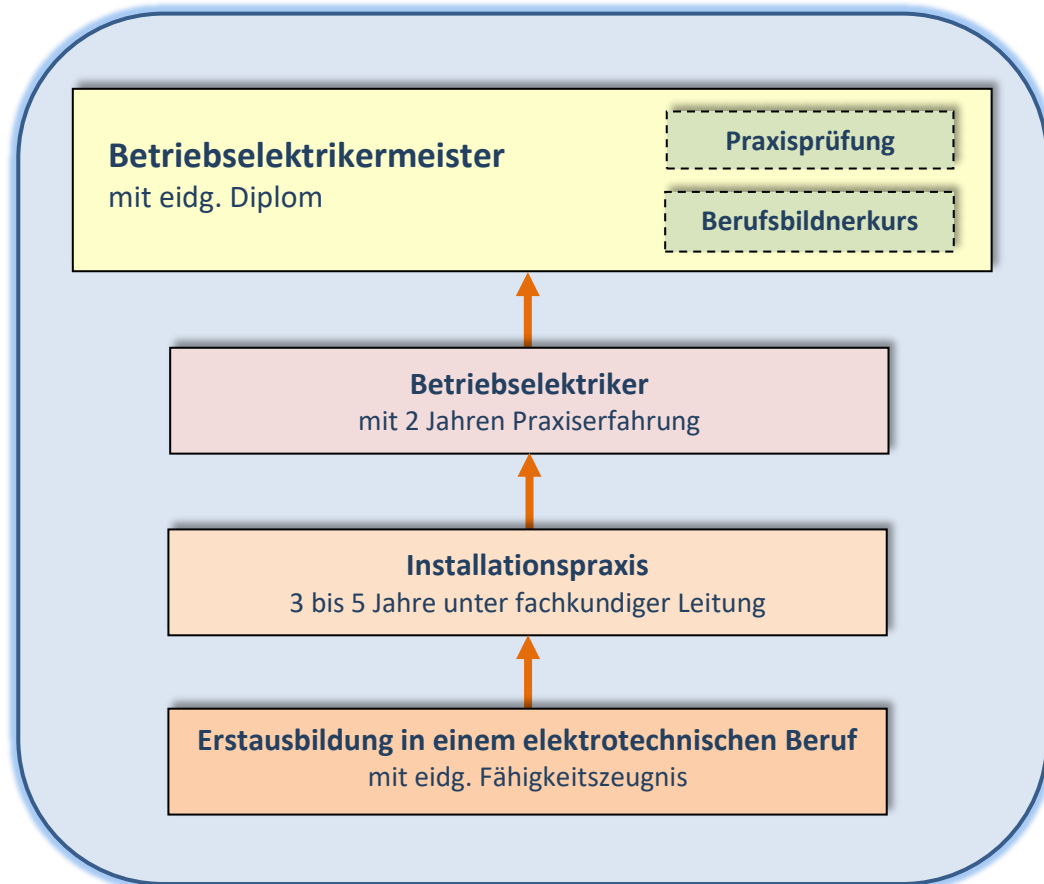 Betriebselektrikermeister
mit eidg. Diplom
Praxisprüfung
Berufsbildnerkurs
Betriebselektriker
mit 2 Jahren Praxiserfahrung
Installationspraxis
3 bis 5 Jahre unter fachkundiger Leitung
Erstausbildung in einem elektrotechnischen Beruf
mit eidg. Fähigkeitszeugnis